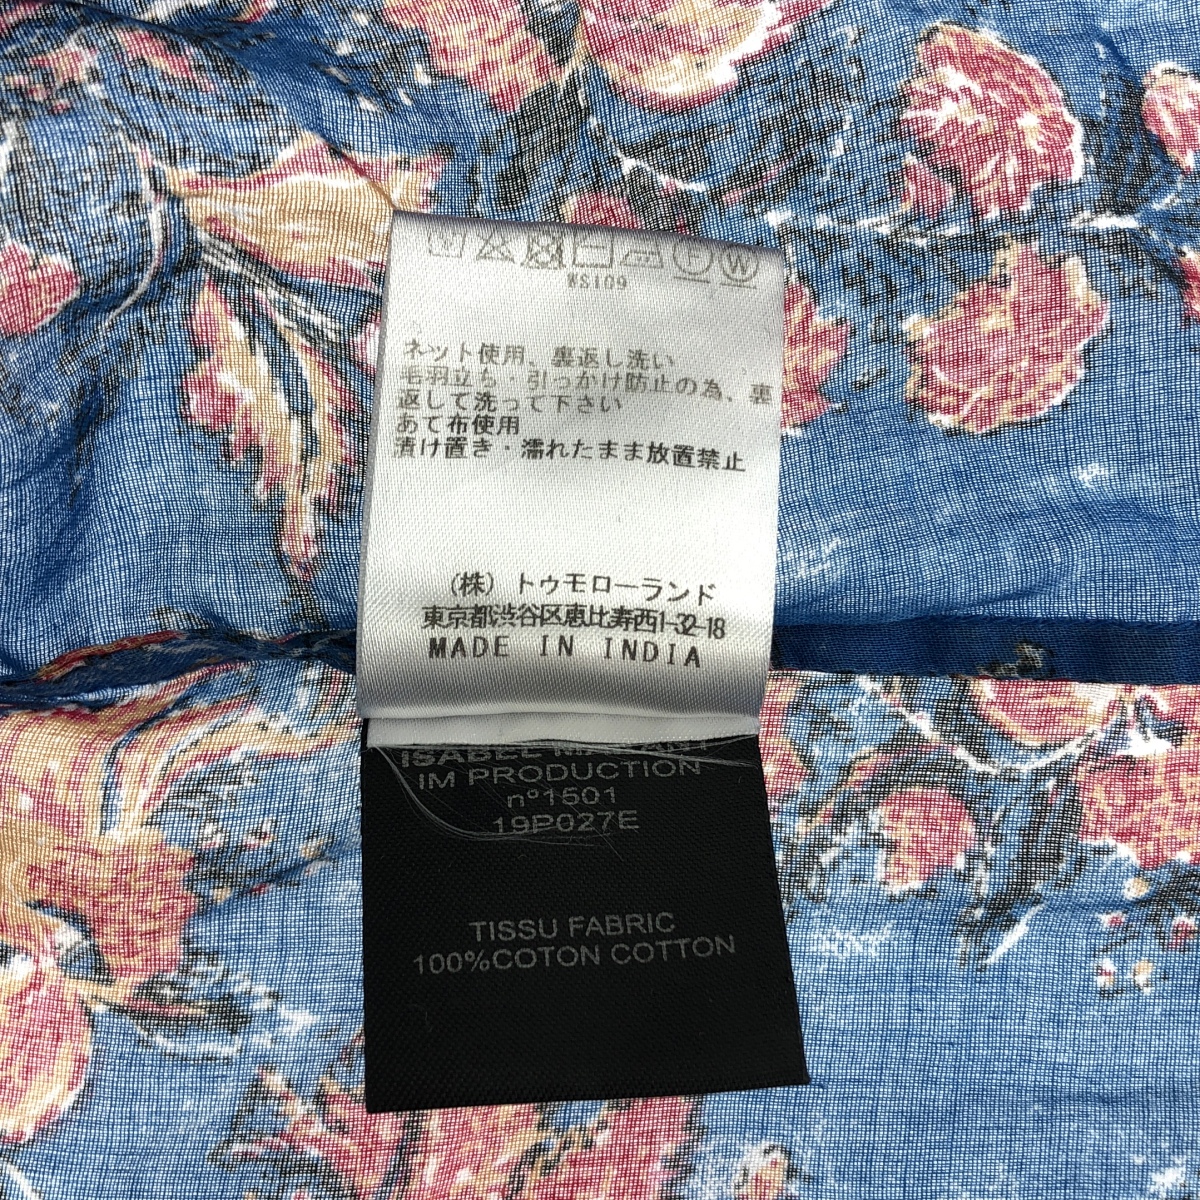 F W
WS109
ネット使用、裏返し洗い
毛羽立ち・引っかけ防止の為、裏
返して洗って下さい
あて布使用
漬け置き・濡れたまま放置禁止
(株) トゥモローランド
東京都渋谷区恵比寿西1-32-18
MADE IN INDIA
ISABEL MARANT
IM PRODUCTION
n°1501
19P027E
TISSU FABRIC
100%COTON COTTON